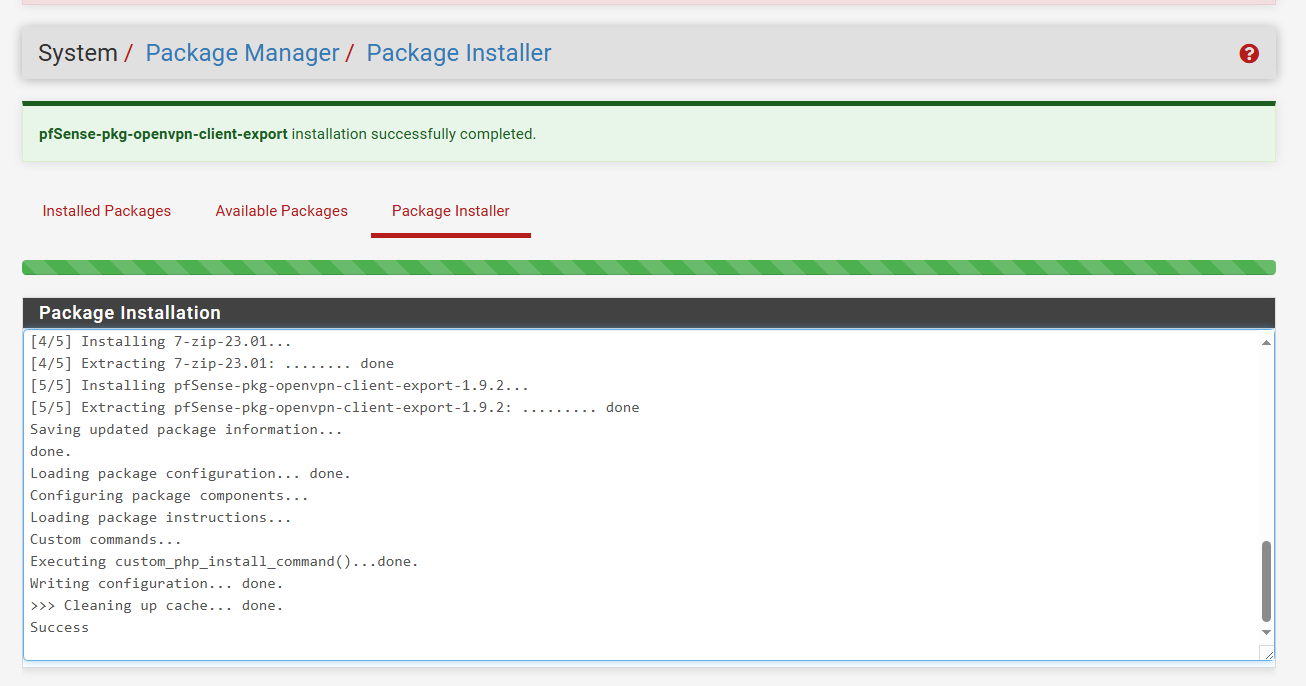 System / Package Manager / Package Installer
pfSense-pkg-openvpn-client-export installation successfully completed.
Installed Packages Available Packages Package Installer
Package Installation
[4/5] Installing 7-zip-23.01...
[4/5] Extracting 7-zip-23.01: ........ done
[5/5] Installing pfSense-pkg-openvpn-client-export-1.9.2...
[5/5] Extracting pfSense-pkg-openvpn-client-export-1.9.2: ......... done
Saving updated package information...
done.
Loading package configuration... done.
Configuring package components...
Loading package instructions...
Custom commands...
Executing custom_php_install_command()...done.
Writing configuration... done.
>>> Cleaning up cache... done.
Success